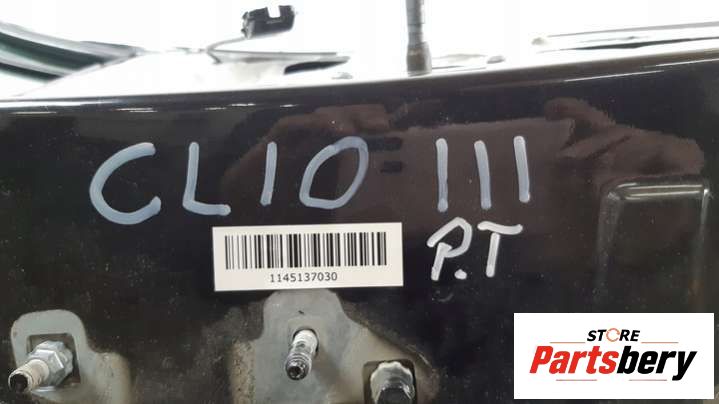 CLIO III
P.T
1145137030
STORE
Partsbery